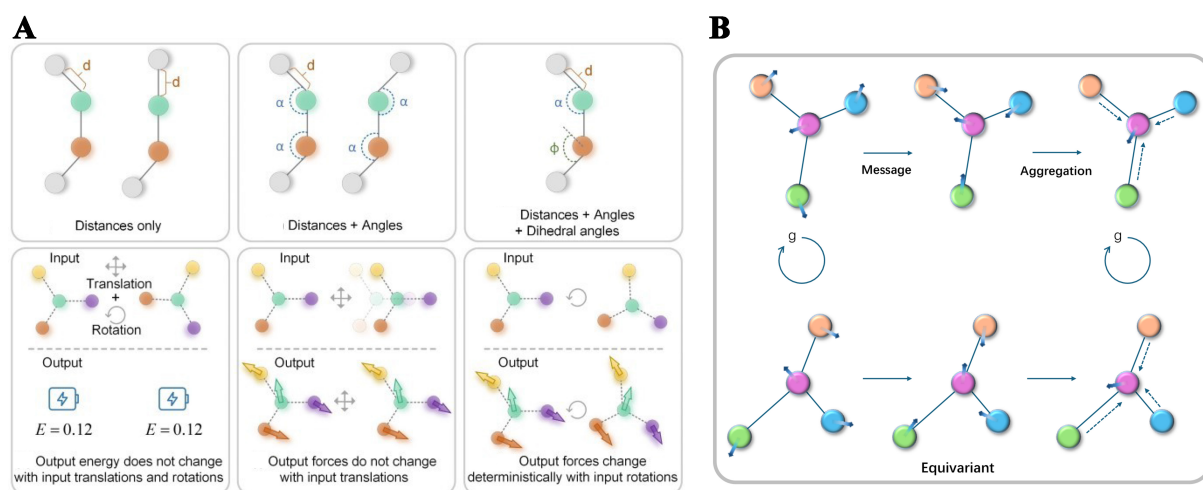 A
B
d
d
α
α
α
α
d
α
ϕ
Distances only
Distances + Angles
Distances + Angles
+ Dihedral angles
Input
Translation
+
Rotation
Output
E = 0.12
E = 0.12
Output energy does not change
with input translations and rotations
Input
Output
Output forces do not change
with input translations
Input
Output
Output forces change
deterministically with input rotations
Message
Aggregation
g
g
Equivariant